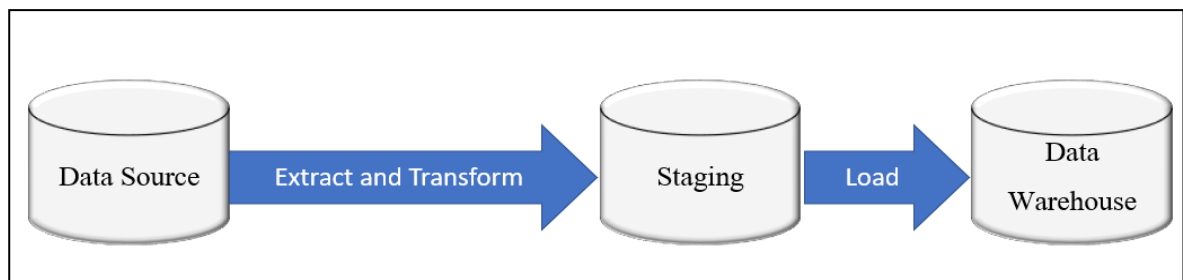 Data Source
Extract and Transform
Staging
Load
Data
Warehouse